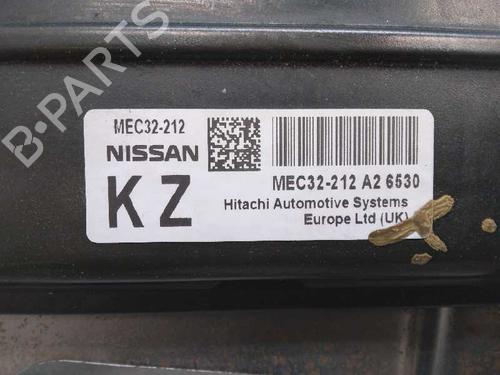 B-PARTS
MEC32-212
NISSAN
KZ
MEC32-212 A2 6530
Hitachi Automotive Systems
Europe Ltd (UK)